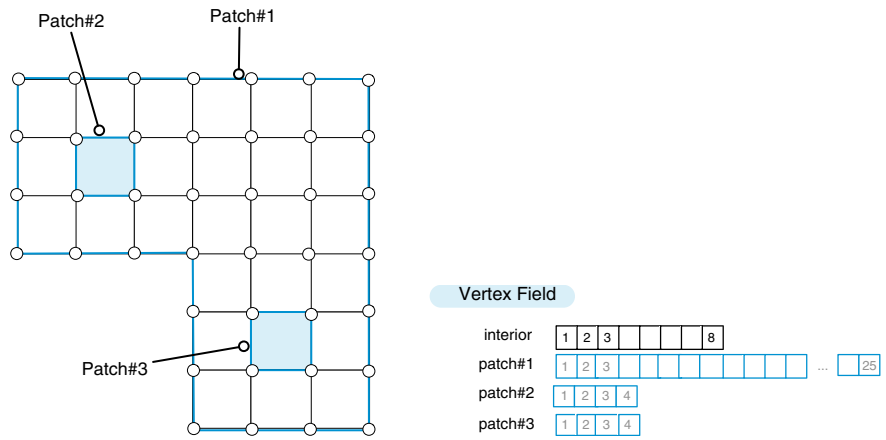 Patch#2
Patch#1
Patch#3
Vertex Field
interior 1 2 3 8
patch#1 1 2 3 ... 25
patch#2 1 2 3 4
patch#3 1 2 3 4